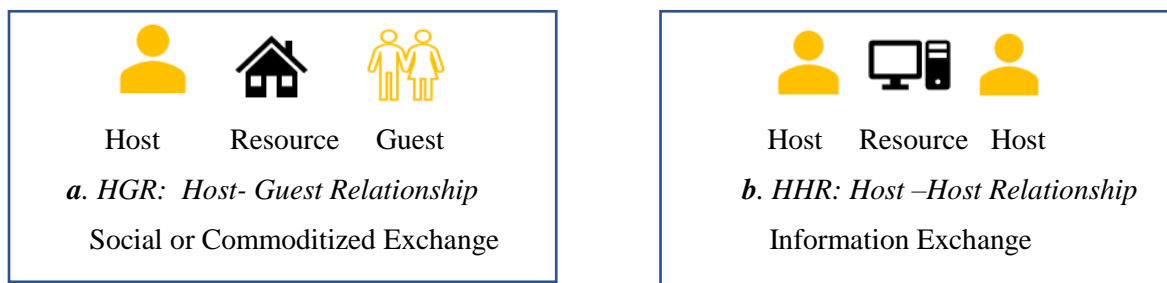 Host Resource Guest
a. HGR: Host- Guest Relationship
Social or Commoditized Exchange
Host Resource Host
b. HHR: Host –Host Relationship
Information Exchange